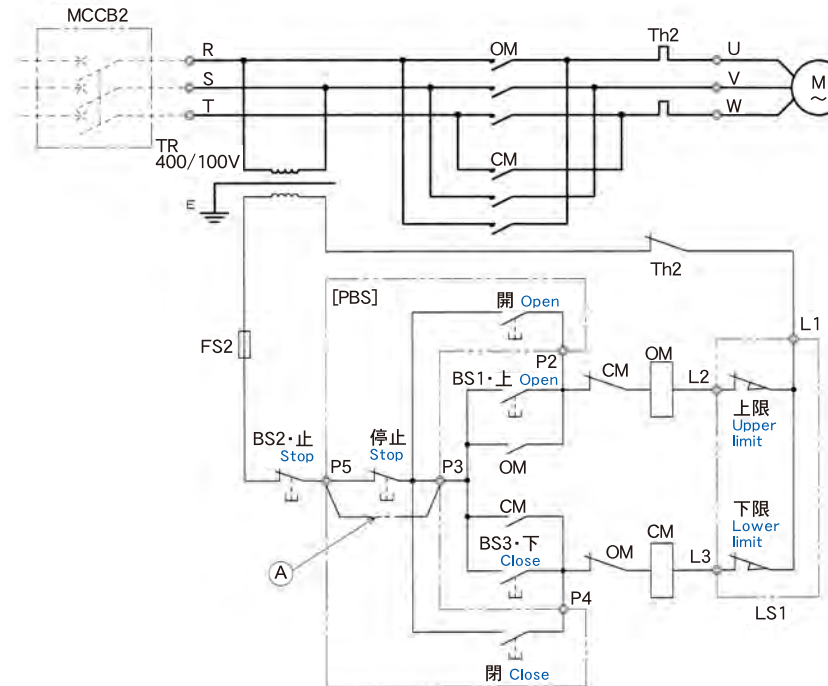 MCCB2
R
S
T
OM
Th2
U
V
W
M
~
TR
400/100V
CM
E
Th2
[PBS]
開 Open
L1
FS2
P2
BS1・上 Open
CM
OM
L2
上限
Upper
limit
BS2・止
Stop
停止
Stop
P5
P3
OM
CM
A
BS3・下
Close
OM
CM
L3
下限
Lower
limit
P4
LS1
閉 Close